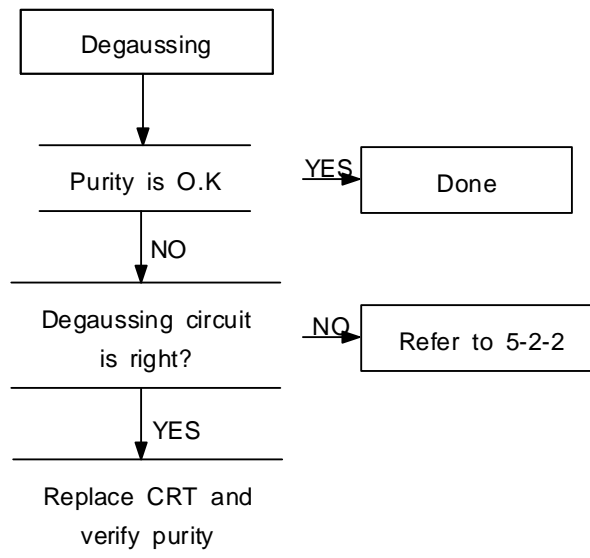 Degaussing
Purity is O.K
YES
Done
NO
Degaussing circuit
is right?
NO
Refer to 5-2-2
YES
Replace CRT and
verify purity